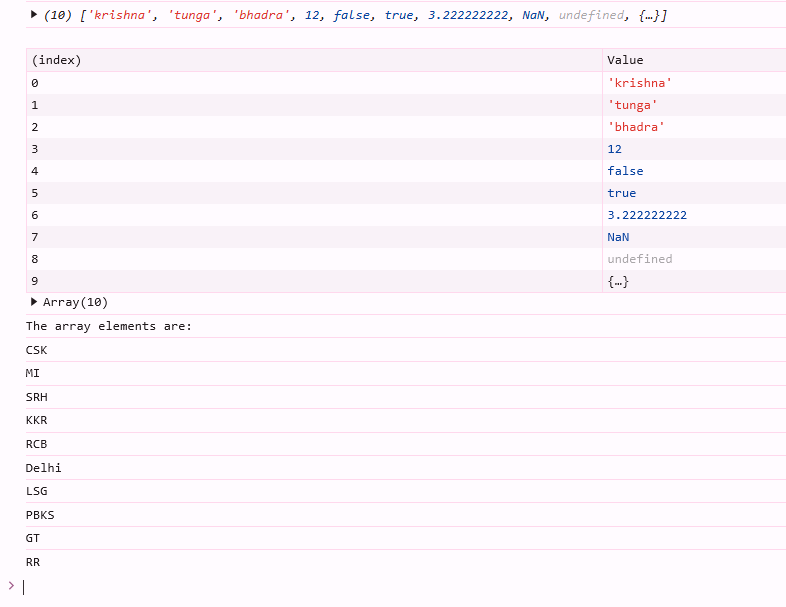 ▶ (10) ['krishna', 'tunga', 'bhadra', 12, false, true, 3.222222222, NaN, undefined, {…}]
(index) Value
0 'krishna'
1 'tunga'
2 'bhadra'
3 12
4 false
5 true
6 3.222222222
7 NaN
8 undefined
9 {…}
▶ Array(10)
The array elements are:
CSK
MI
SRH
KKR
RCB
Delhi
LSG
PBKS
GT
RR
>